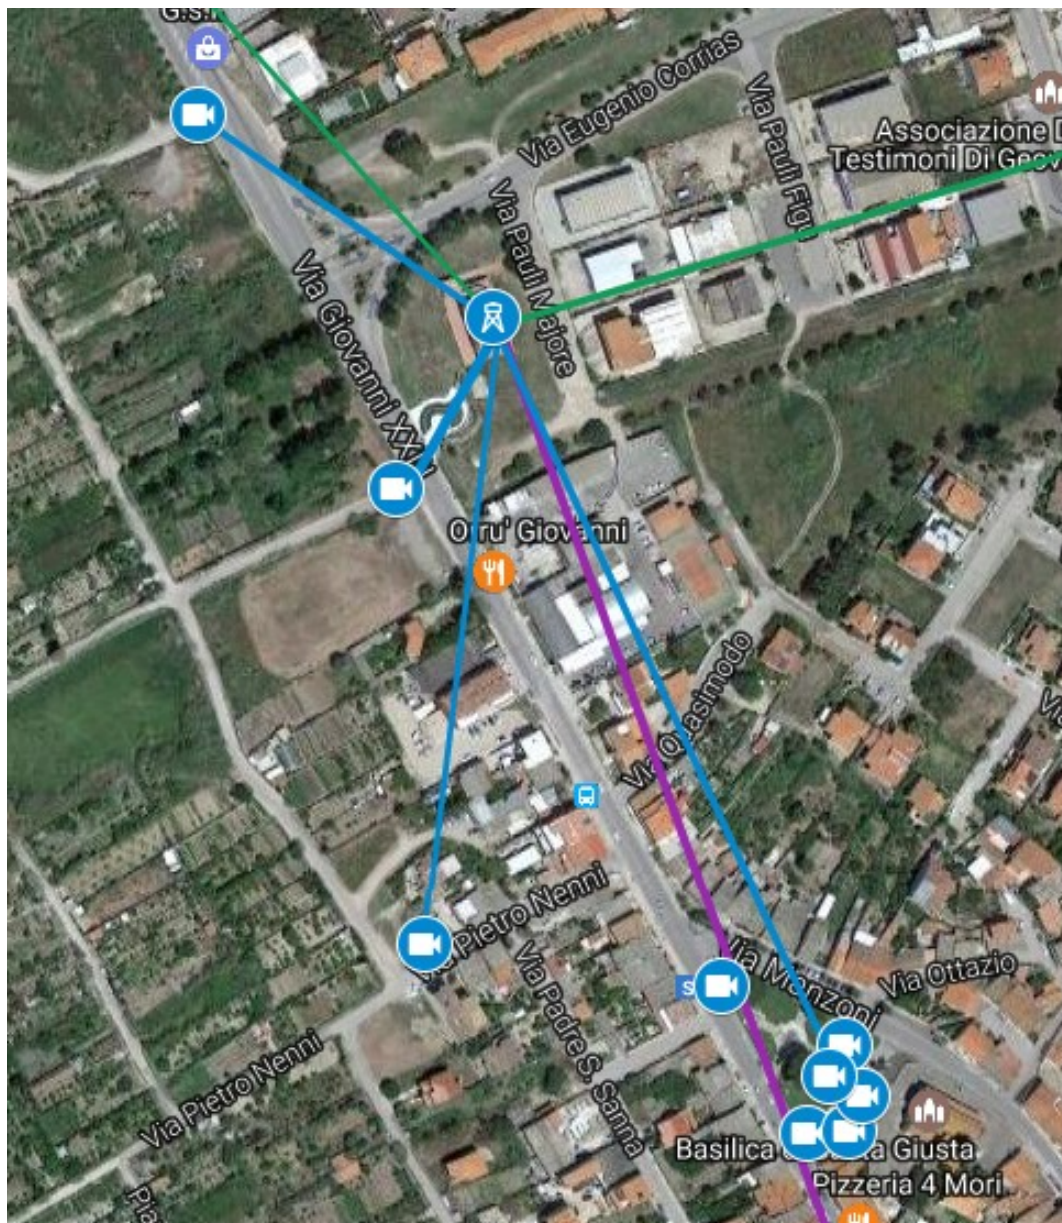 G.s.r
Via Eugenio Corrias
Via Pauli Figu
Associazione
Testimoni Di Geov
Via Pauli Majore
Via Giovanni XX
Orru' Giovanni
Via Quasimodo
Via Pietro Nenni
Via Manzoni
Via Ottazio
S
Via Padre S. Sanna
Via Pietro Nenni
Basilica Giusta
Pizzeria 4 Mori
Pia